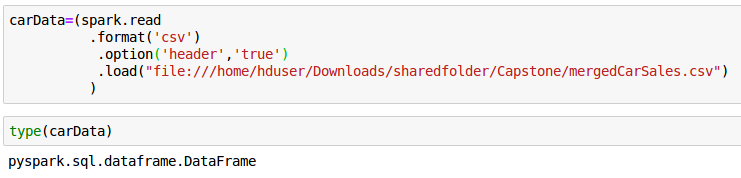 carData=(spark.read
.format('csv')
.option('header','true')
.load("file:///home/hduser/Downloads/sharedfolder/Capstone/mergedCarSales.csv")
)
type(carData)
pyspark.sql.dataframe.DataFrame